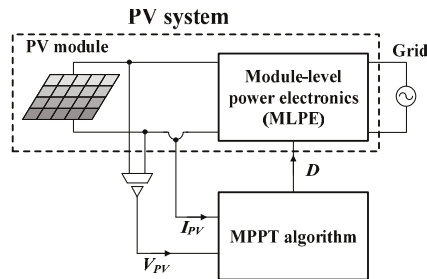 PV system
PV module
Grid
Module-level
power electronics
(MLPE)
D
I_PV
MPPT algorithm
V_PV